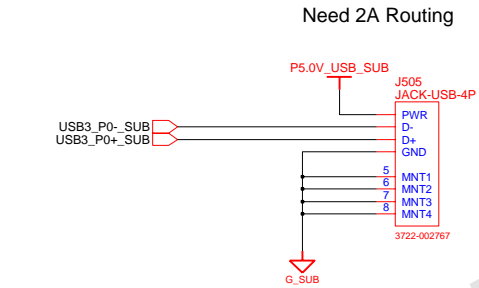 Need 2A Routing
P5.0V_USB_SUB
J505
JACK-USB-4P
PWR
USB3_P0-_SUB
D-
USB3_P0+_SUB
D+
GND
5
MNT1
6
MNT2
7
MNT3
8
MNT4
3722-002767
G_SUB